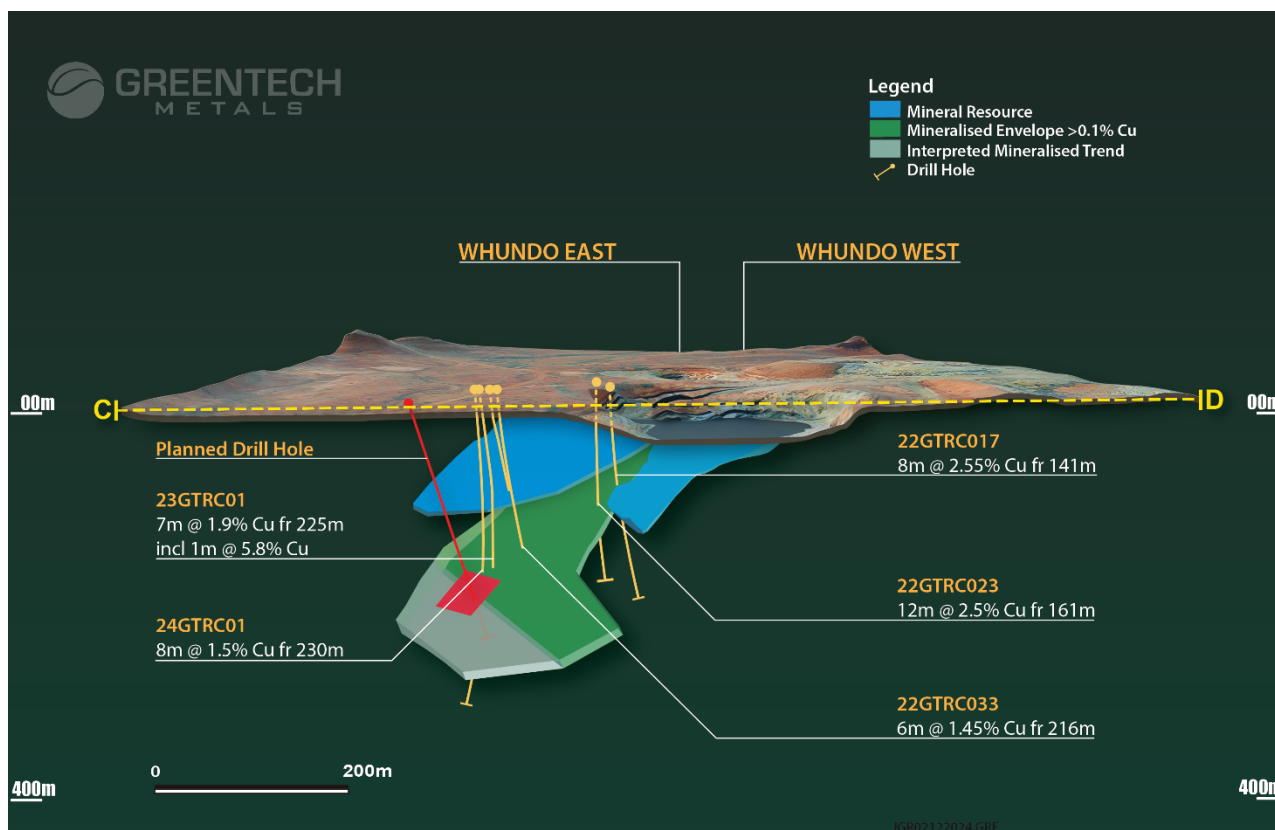 GREENTECH
METALS
Legend
Mineral Resource
Mineralised Envelope >0.1% Cu
Interpreted Mineralised Trend
Drill Hole
WHUNDO EAST
WHUNDO WEST
00m
C
D
00m
Planned Drill Hole
22GTRC017
8m @ 2.55% Cu fr 141m
23GTRC01
7m @ 1.9% Cu fr 225m
incl 1m @ 5.8% Cu
22GTRC023
12m @ 2.5% Cu fr 161m
24GTRC01
8m @ 1.5% Cu fr 230m
22GTRC033
6m @ 1.45% Cu fr 216m
0
200m
400m
400m